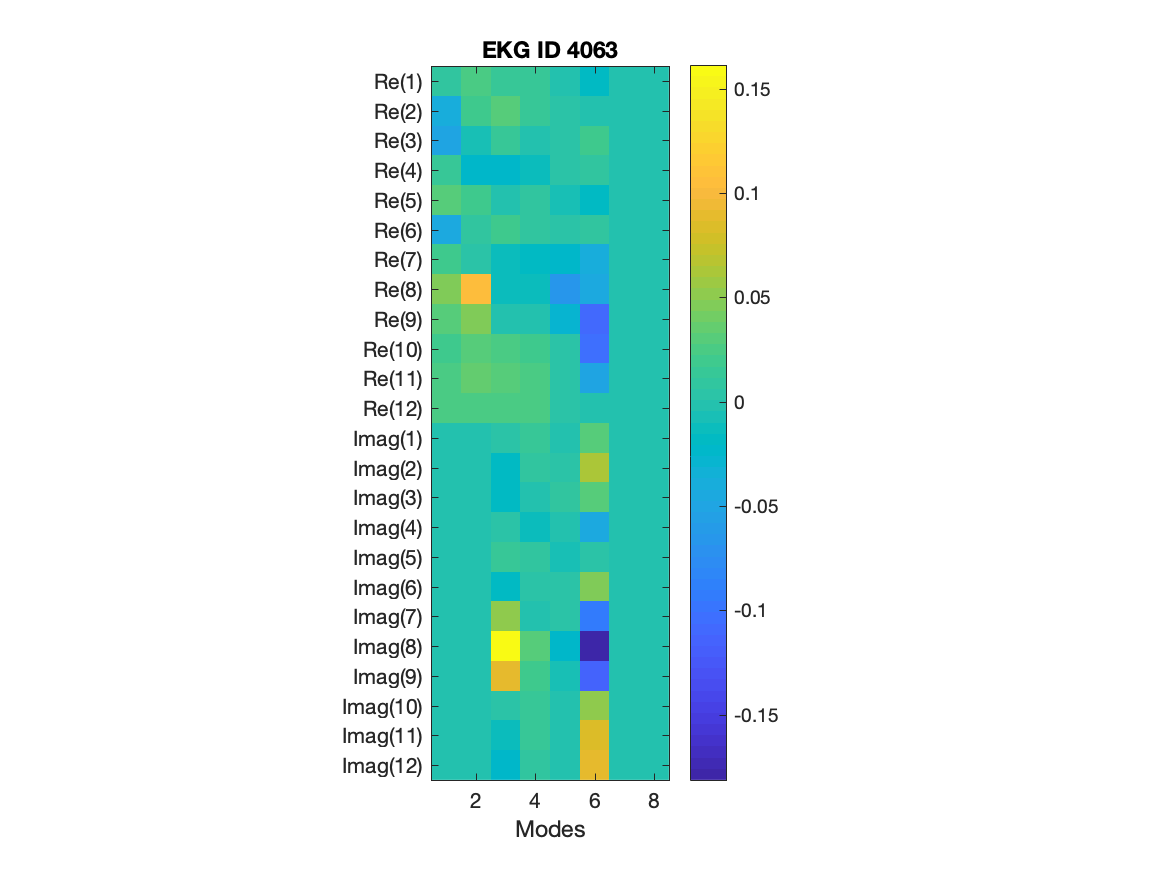 EKG ID 4063
Re(1)
Re(2)
Re(3)
Re(4)
Re(5)
Re(6)
Re(7)
Re(8)
Re(9)
Re(10)
Re(11)
Re(12)
Imag(1)
Imag(2)
Imag(3)
Imag(4)
Imag(5)
Imag(6)
Imag(7)
Imag(8)
Imag(9)
Imag(10)
Imag(11)
Imag(12)
2 4 6 8
Modes
0.15
0.1
0.05
0
-0.05
-0.1
-0.15